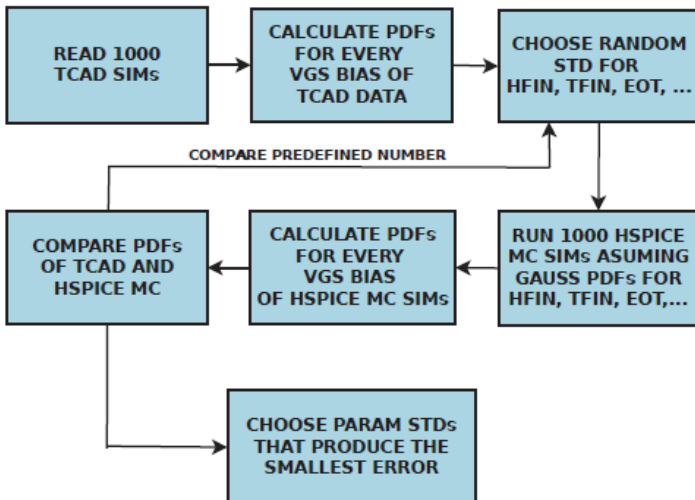 READ 1000
TCAD SIMs
CALCULATE PDFs
FOR EVERY
VGS BIAS OF
TCAD DATA
CHOOSE RANDOM
STD FOR
HFIN, TFIN, EOT, ...
COMPARE PREDEFINED NUMBER
COMPARE PDFs
OF TCAD AND
HSPICE MC
CALCULATE PDFs
FOR EVERY
VGS BIAS
OF HSPICE MC SIMs
RUN 1000 HSPICE
MC SIMs ASUMING
GAUSS PDFs FOR
HFIN, TFIN, EOT,...
CHOOSE PARAM STDs
THAT PRODUCE THE
SMALLEST ERROR